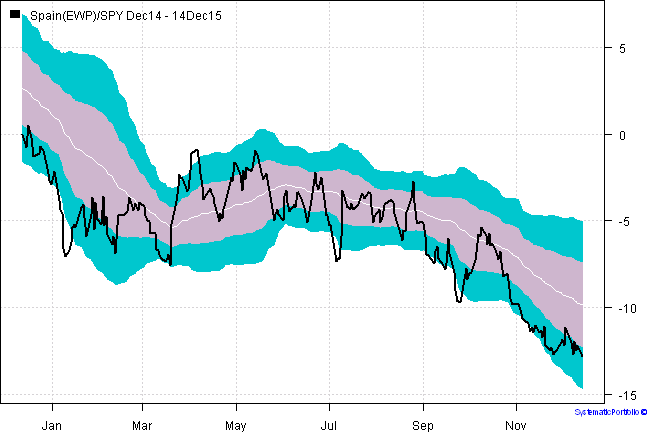 Spain(EWP)/SPY Dec14 - 14Dec15
5
0
-5
-10
-15
Jan Mar May Jul Sep Nov
SystematicPortfolio ©